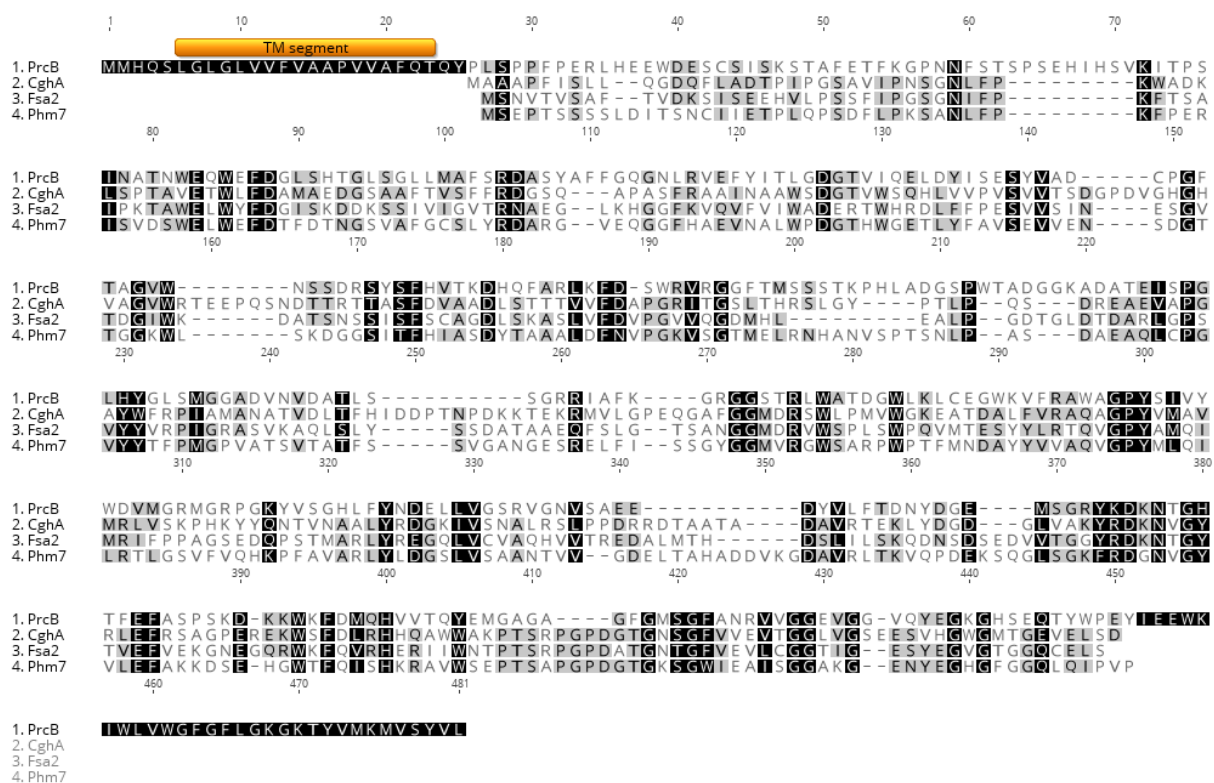 1 10 20 30 40 50 60 70
TM segment
1. PrcB MMHQSLGLGLVVFVAAPVVAFQTQYPLSPPFPERLHEEWDESCSISKSTAFETFKGPNNFSTSPSEHIHSVKITPS
2. CghA MAAAPFISLL--QGDQFLADTPIPGSAVIPNSGNIFP---------KWADK
3. Fsa2 MSNVTVSAF--TVDKSISEEHVLPSSFIPGSGNIFP---------KFTSA
4. Phm7 MSEPTSSSSLDITSNCIIETPLQPSDFLPKSANLFP---------KFPER
80 90 100 110 120 130 140 150
1. PrcB INATNWEQWEFDGLSHTGLSGLLMAFSRDASYAFFGQGNLRVEFYITLGDGTVIQELDYISESYVAD----CPGF
2. CghA LSPTAVETWLFDAMAEDGSAAFTVSFFRDGSQ--APASFRAAINAAWSDGTVWSQHLVVPVSVVTSDGPDVGHGH
3. Fsa2 IPKTAWELWYFDGISKDDKSSIVIGVTRNAEG--LKHGGFKVQVFVIWADERTWHRDLFFPESVVSIN----ESGV
4. Phm7 ISVDSWELWEFDTFDTNGSVAFGCSLYRDARG--VEQGGFHAEVNALWPDGTHWGETLYFAVSEVVEN----SDGT
160 170 180 190 200 210 220
1. PrcB TAGVW--------NSSDRSYSFHVTKDHQFARLKFD-SWRVRGGFTMSSSTKPHLADGSPWTADGGKADATEISPG
2. CghA VAGVWRTEEPQSNDTTRTTASFDVAADLSTTTVVFDAPGRITGSLTHRSLGY-----PTLP--QS--DREAEVAPG
3. Fsa2 TDGIWK-------DATSNSSISFSCAGDLSKASLVFDVPGVVQGDMHL---------EALP--GDTGLDTDARLGPS
4. Phm7 TGGKWL-------SKDGGSITFHIASDYTAAALDFNVPGKVSGTMELRNHANVSPTSNLP--AS--DAEAQLCPG
230 240 250 260 270 280 290 300
1. PrcB LHYGLSMGGADVNVDATLS----------SGRRIAFK----GRGGSTRLWATDGWLKLCEGWKVFRAWAGPYSIVY
2. CghA AYWFRPIAMANATVDLTFHIDDPTNPDKKTEKRMVLGPEQGAFGGMDRSWLPMVWGKEATDALFVRAQAGPYVMAV
3. Fsa2 VYYVRPIGRASVKAQLSLY-----SSDATAAEQFSLG--TSANGGMDRVWSPLSWPQVMTESYYLRTQVGPYAMQI
4. Phm7 VYYTFPMGPVATSVTATFS-----SVGANGESRELFI--SSGYGGMVRGWSARPWPTFMNDAYYVVAQVGPYMLQI
310 320 330 340 350 360 370 380
1. PrcB WDVMGRMGRPGKYVSGHLFYNDELLVGSRVGNVSAEE-----------DYVLFTDNYDGE---MSGRYKDKNTGH
2. CghA MRLVSKPHKYYQNTVNAALYRDGKIVSNALRSLPPDRRDTAATA----DAVRTEKLYDGD---GLVAKYRDKNVGY
3. Fsa2 MRIFPPAGSEDQPSTMARLYREGQLVCVAQHVVTREDALMTH------DSLILSKQDNSDSEDVVTGGYRDKNTGY
4. Phm7 LRTLGSVFVQHKPFAVARLYLDGSLVSAANTVV--GDELTAHADDVKGDAVRLTKVQPDEKSQGLSGKFRDGNVGY
390 400 410 420 430 440 450
1. PrcB TFEFASPSKD-KKWKFDMQHVVTQYEMGAGA----GFGMSGFANRVVGGEVGG-VQYEGKGHSEQTYWPEYIEEWK
2. CghA RLEFRSAGPEREKWSFDLRHHQAWWAKPTSRPGPDGTGNSGFVVEVTGGLVGSEESVHGWGMTGEVELSD
3. Fsa2 TVEFVEKGNEGQRWKFQVRHERIIWNTPTSRPGPDATGNTGFVEVLCGGTIG--ESYEGVGTGGQCELS
4. Phm7 VLEFAKKDSE-HGWTFQISHKRAVWSEPTSAPGPDGTGKSGWIEAISGGAKG--ENYEGHGFGGQLQIPVP
460 470 481
1. PrcB IWLVWGFGFLGKGKTYVMKMVSYVL
2. CghA
3. Fsa2
4. Phm7